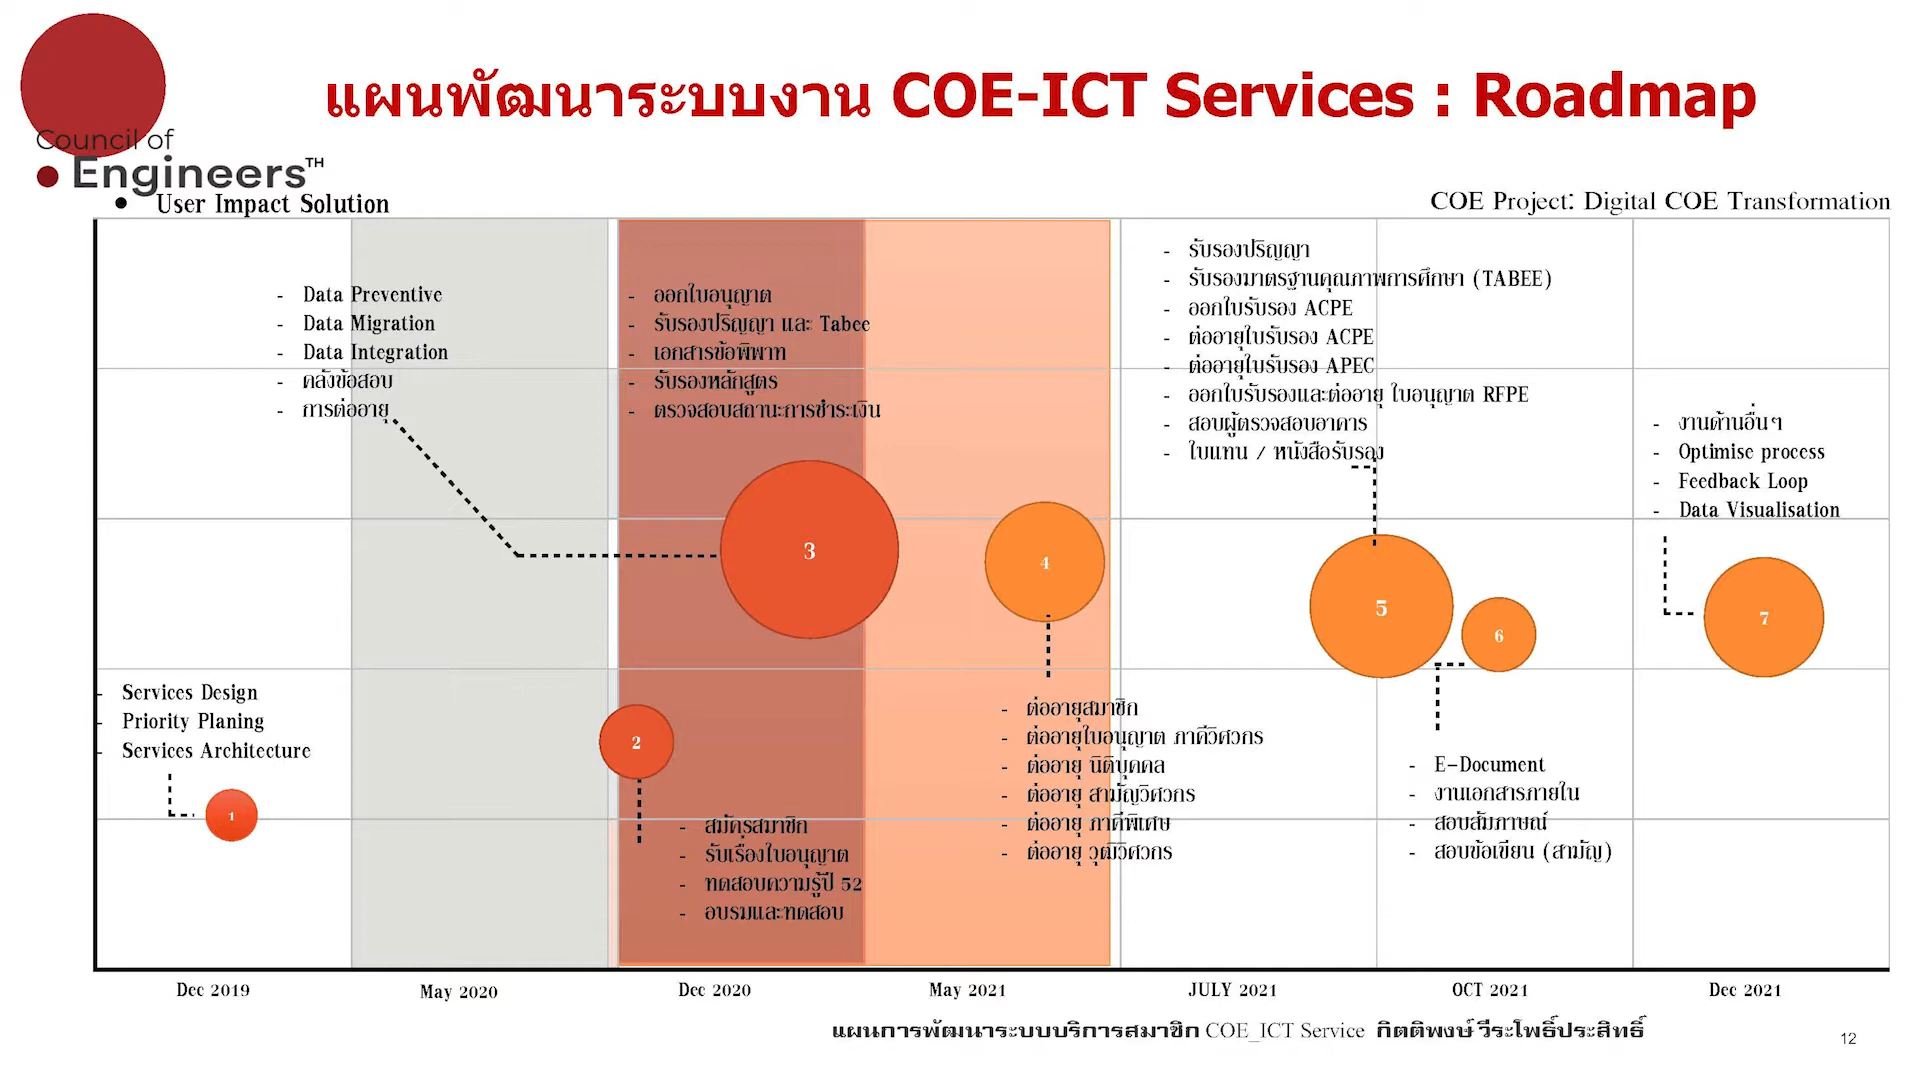 แผนพัฒนาระบบงาน COE-ICT Services : Roadmap
Council of
Engineers™
• User Impact Solution
COE Project: Digital COE Transformation
- Data Preventive
- Data Migration
- Data Integration
- คลังข้อสอบ
- การต่ออายุ
- ออกใบอนุญาต
- รับรองปริญญา และ Tabee
- เอกสารข้อพิพาท
- รับรองหลักสูตร
- ตรวจสอบสถานะการชำระเงิน
- รับรองปริญญา
- รับรองมาตรฐานคุณภาพการศึกษา (TABEE)
- ออกใบรับรอง ACPE
- ต่ออายุใบรับรอง ACPE
- ต่ออายุใบรับรอง APEC
- ออกใบรับรองและต่ออายุ ใบอนุญาต RFPE
- สอบผู้ตรวจสอบอาคาร
- ใบแทน / หนังสือรับรอง
- งานด้านอื่นๆ
- Optimise process
- Feedback Loop
- Data Visualisation
3
4
5
6
7
- Services Design
- Priority Planing
- Services Architecture
1
2
- สมัครสมาชิก
- รับเรื่องใบอนุญาต
- ทดสอบความรู้ปี 52
- อบรมและทดสอบ
- ต่ออายุสมาชิก
- ต่ออายุใบอนุญาต ภาคีวิศวกร
- ต่ออายุ นิติบุคคล
- ต่ออายุ สามัญวิศวกร
- ต่ออายุ ภาคีพิเศษ
- ต่ออายุ วุฒิวิศวกร
- E-Document
- งานเอกสารภายใน
- สอบสัมภาษณ์
- สอบข้อเขียน (สามัญ)
Dec 2019
May 2020
Dec 2020
May 2021
JULY 2021
OCT 2021
Dec 2021
แผนการพัฒนาระบบบริการสมาชิก COE_ICT Service กิตติพงษ์ วีระโพธิ์ประสิทธิ์
12